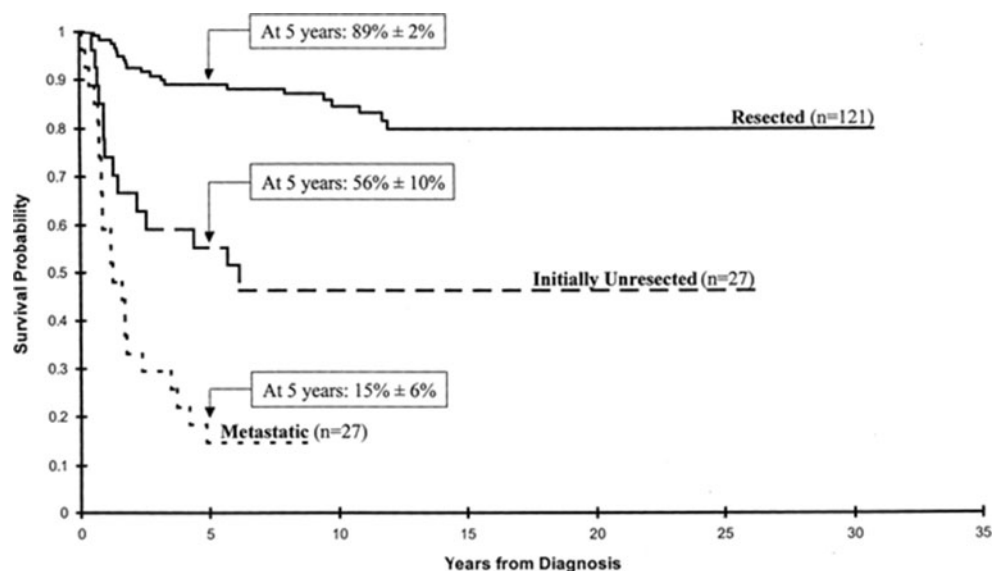 At 5 years: 89% ± 2%
Resected (n=121)
At 5 years: 56% ± 10%
Initially Unresected (n=27)
At 5 years: 15% ± 6%
Metastatic (n=27)
Survival Probability
1
0.9
0.8
0.7
0.6
0.5
0.4
0.3
0.2
0.1
0
0 5 10 15 20 25 30 35
Years from Diagnosis